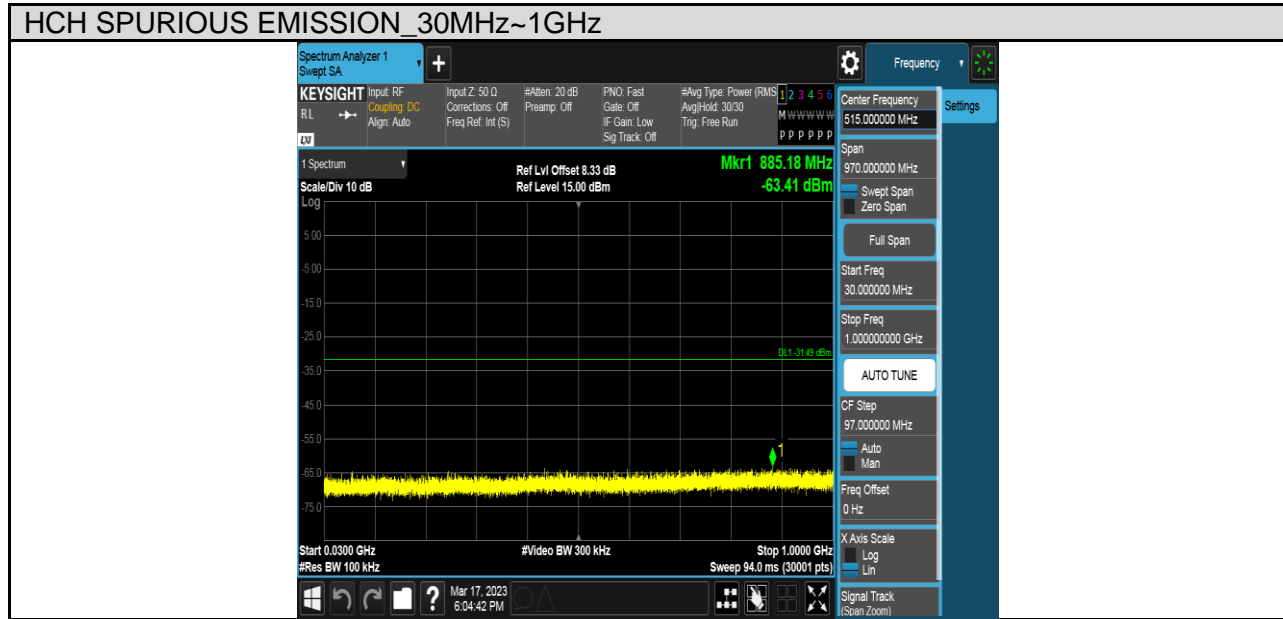 HCH SPURIOUS EMISSION_30MHz~1GHz
Spectrum Analyzer 1
Swept SA
+
Frequency
KEYSIGHT
RL
LXI
Input: RF
Coupling: DC
Align: Auto
Input Z: 50 Ω
Corrections: Off
Freq Ref: Int (S)
#Atten: 20 dB
Preamp: Off
PNO: Fast
Gate: Off
IF Gain: Low
Sig Track: Off
#Avg Type: Power (RMS
Avg|Hold: 30/30
Trig: Free Run
1 2 3 4 5 6
M W W W W W
P P P P P P
1 Spectrum
Scale/Div 10 dB
Log
Ref Lvl Offset 8.33 dB
Ref Level 15.00 dBm
Mkr1 885.18 MHz
-63.41 dBm
5.00
-5.00
-15.0
-25.0
DL1 -31.49 dBm
-35.0
-45.0
-55.0
1
-65.0
-75.0
Start 0.0300 GHz
#Video BW 300 kHz
Stop 1.0000 GHz
#Res BW 100 kHz
Sweep 94.0 ms (30001 pts)
?
Mar 17, 2023
6:04:42 PM
Center Frequency
515.000000 MHz
Settings
Span
970.000000 MHz
Swept Span
Zero Span
Full Span
Start Freq
30.000000 MHz
Stop Freq
1.000000000 GHz
AUTO TUNE
CF Step
97.000000 MHz
Auto
Man
Freq Offset
0 Hz
X Axis Scale
Log
Lin
Signal Track
(Span Zoom)